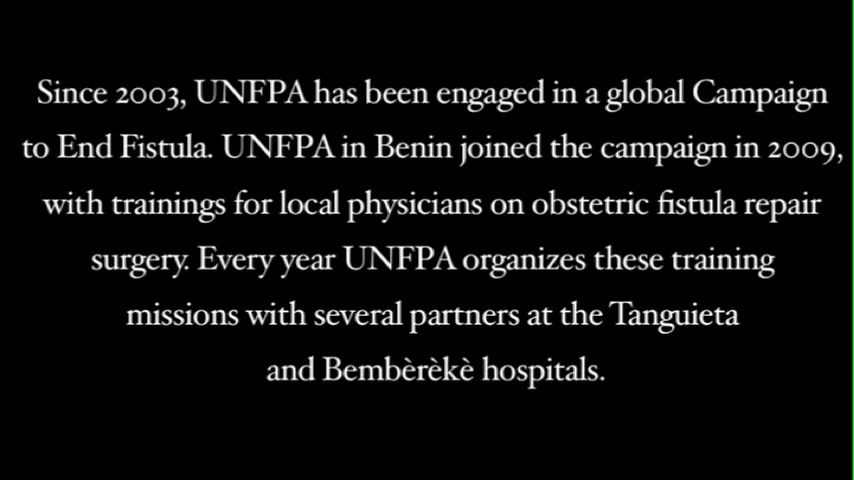 Since 2003, UNFPA has been engaged in a global Campaign
to End Fistula. UNFPA in Benin joined the campaign in 2009,
with trainings for local physicians on obstetric fistula repair
surgery. Every year UNFPA organizes these training
missions with several partners at the Tanguieta
and Bembèrèkè hospitals.